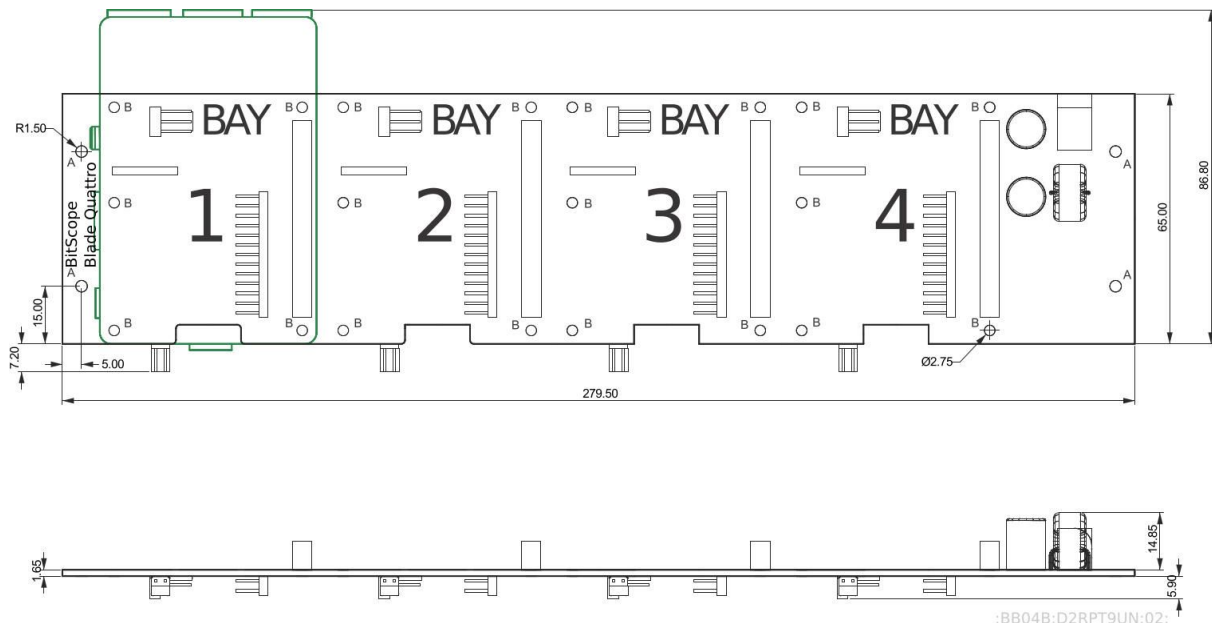 B
B
B
B
B
B
B
B
BAY
BAY
BAY
BAY
R1.50
A
A
BitScope
Blade Quattro
1
2
3
4
B
B
B
B
86.80
65.00
A
A
15.00
B
B
B
B
B
B
B
B
7.20
5.00
Ø2.75
279.50
1.65
14.85
5.90
:BB04B:D2RPT9UN:02: